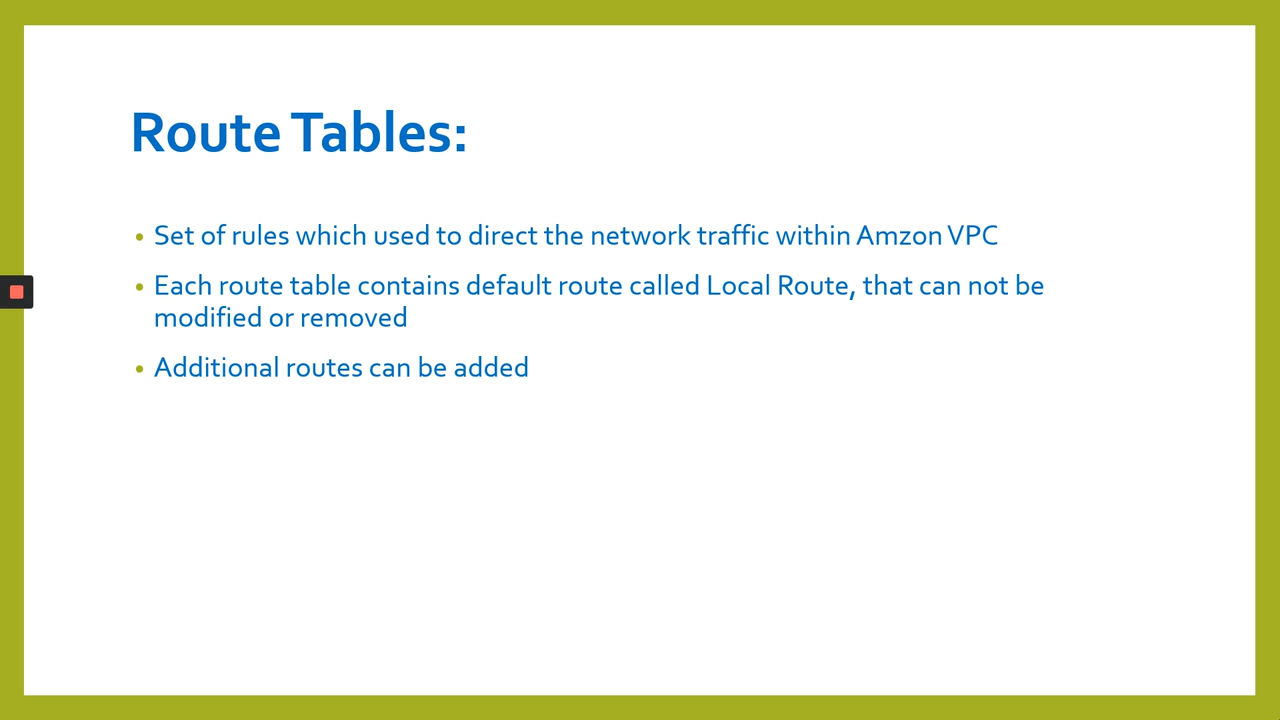 Route Tables:
• Set of rules which used to direct the network traffic within Amzon VPC
• Each route table contains default route called Local Route, that can not be
modified or removed
• Additional routes can be added